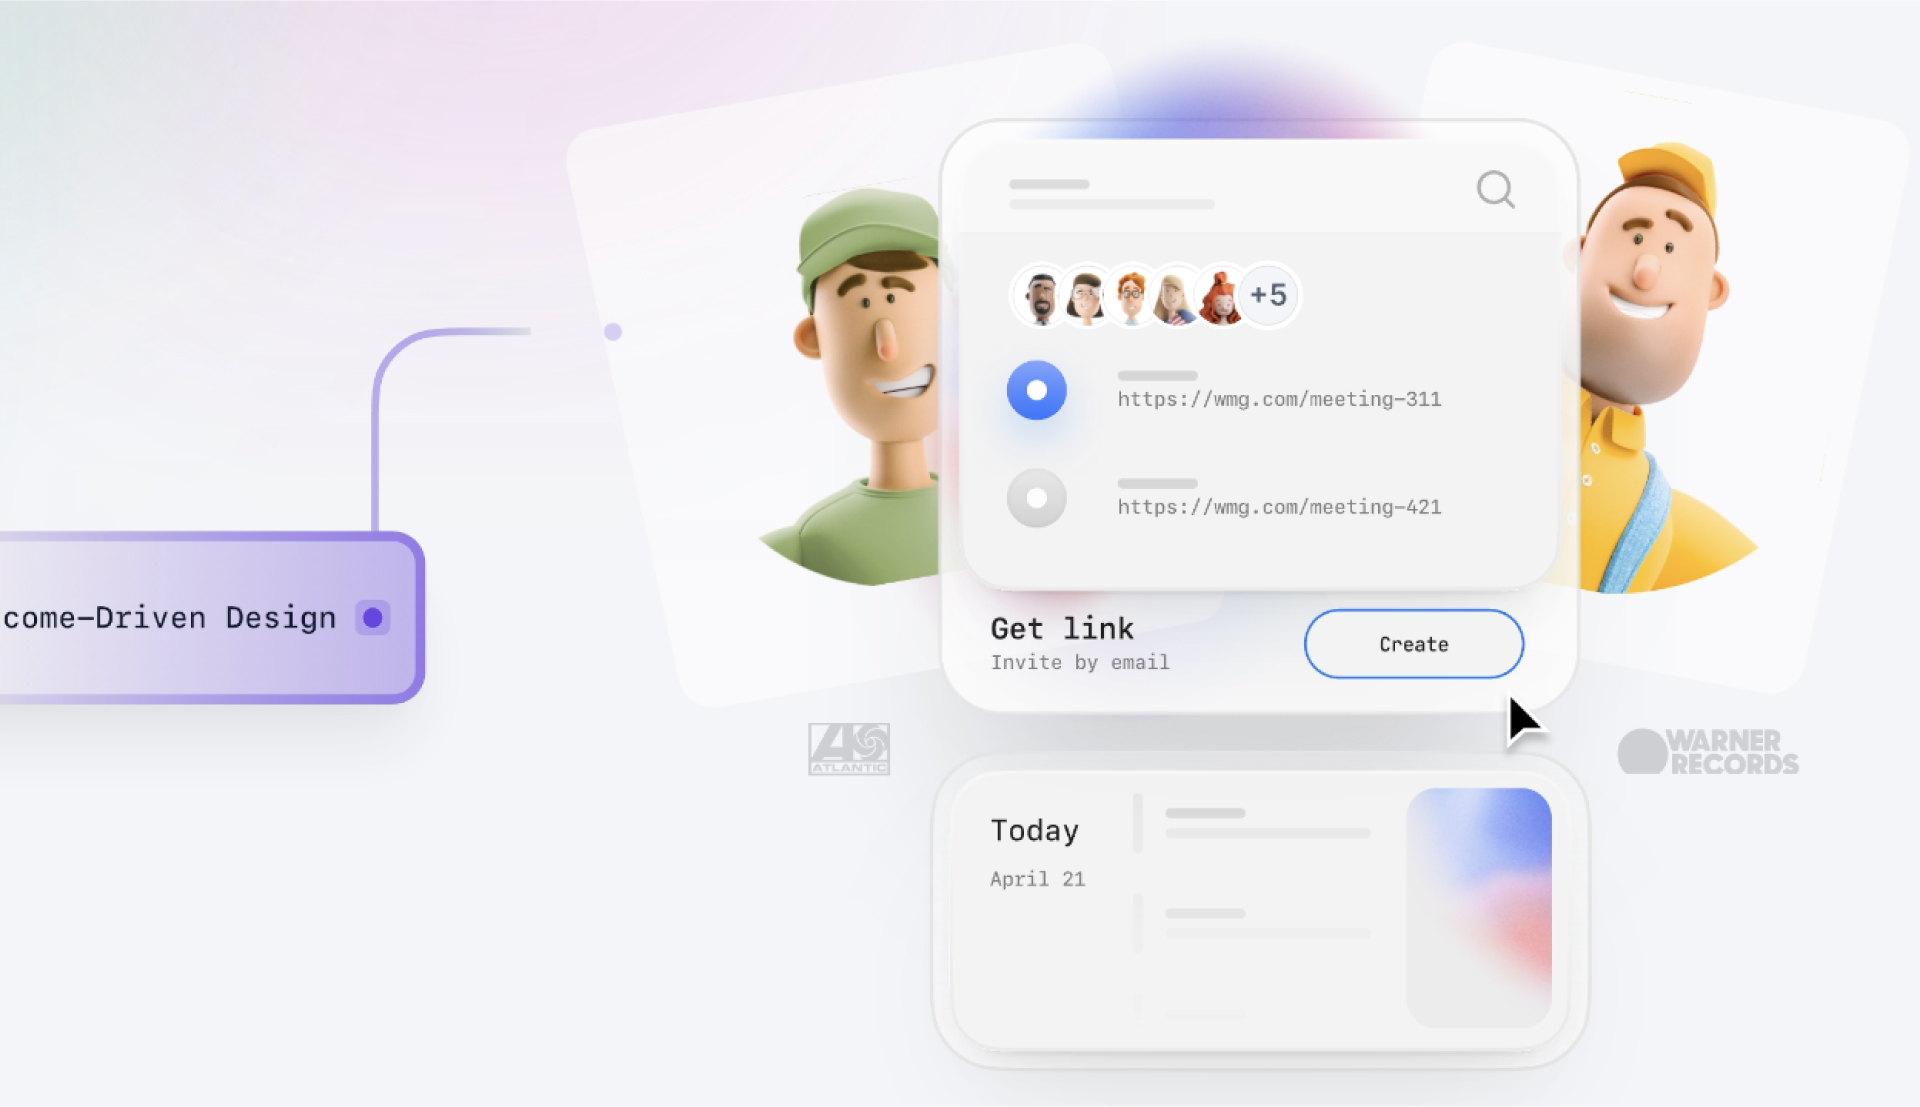 +5
https://wmg.com/meeting-311
https://wmg.com/meeting-421
come-Driven Design
Get link
Invite by email
Create
ATLANTIC
WARNER
RECORDS
Today
April 21